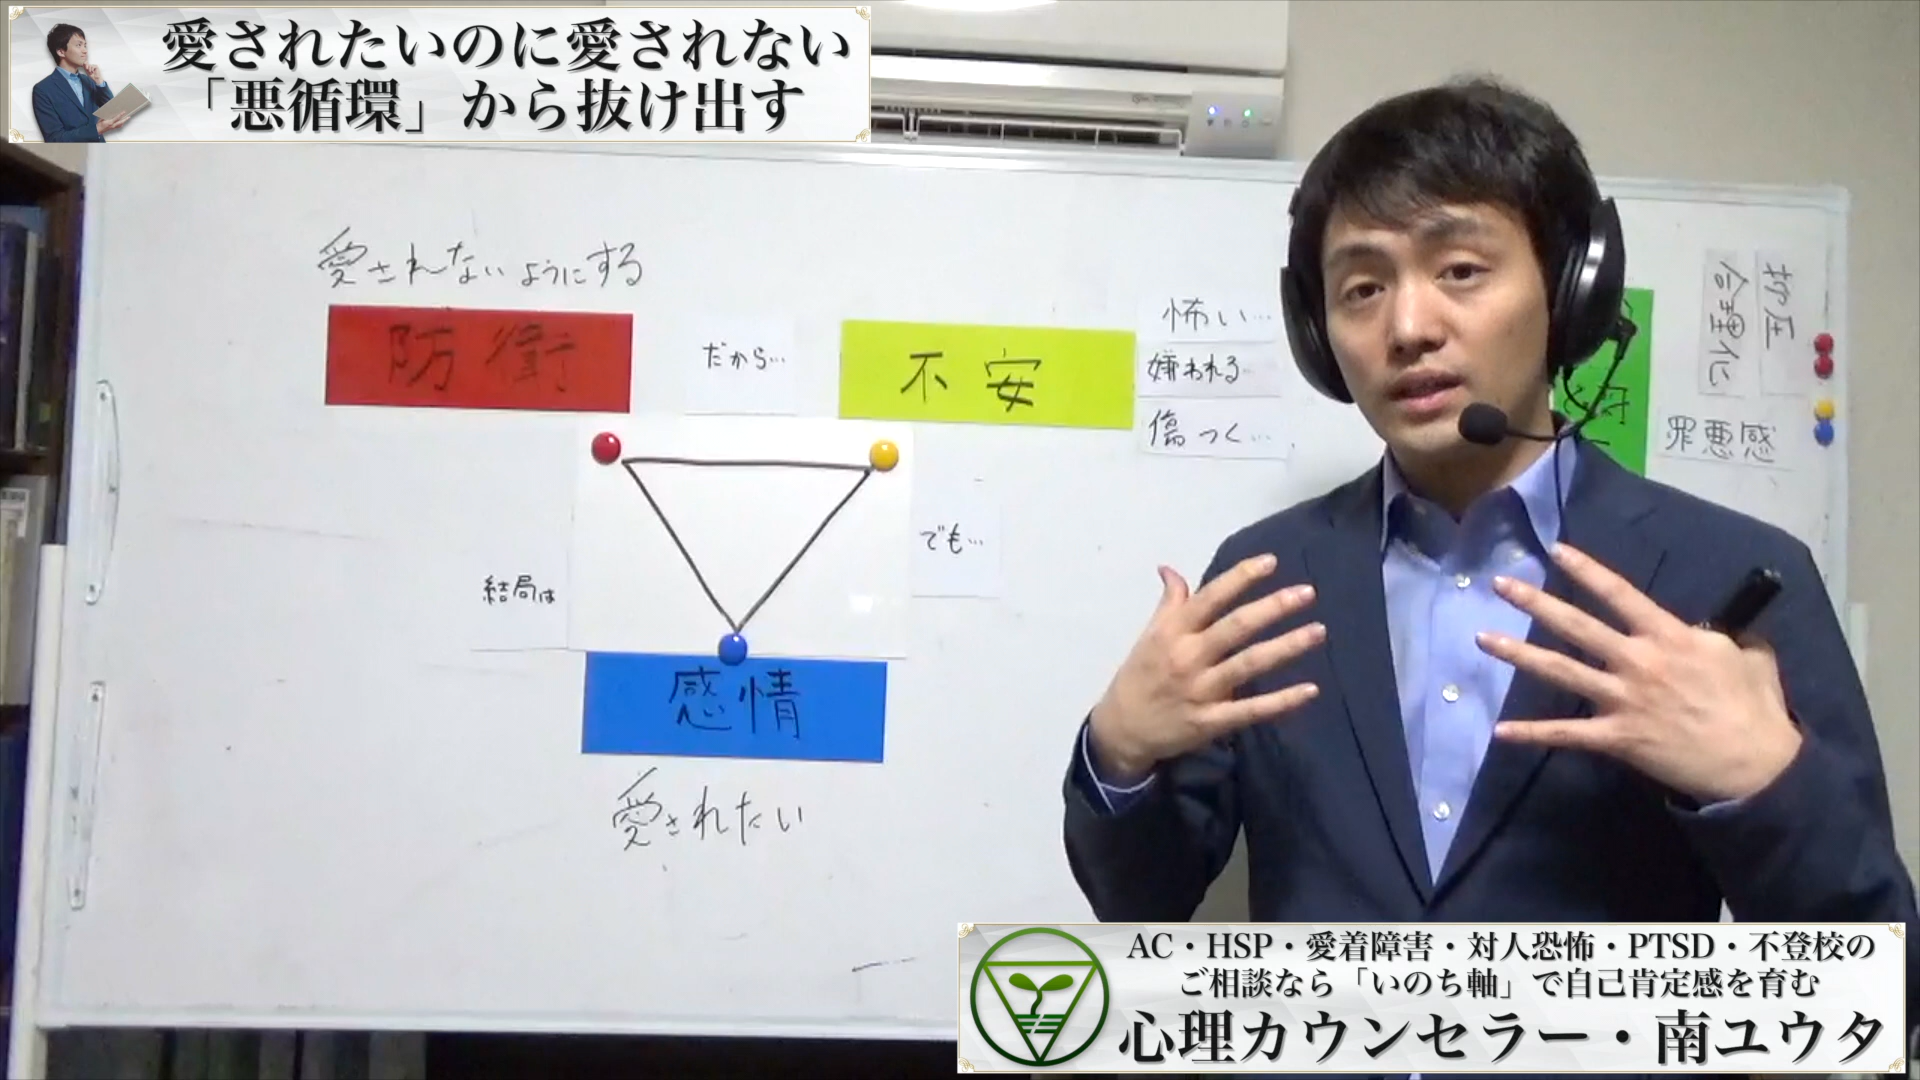 愛されたいのに愛されない
「悪循環」から抜け出す
愛されないようにする
防衛
だから…
不安
怖い…
嫌われる…
傷つく…
抑圧
合理化
罪悪感
でも…
結局は
感情
愛されたい
AC・HSP・愛着障害・対人恐怖・PTSD・不登校の
ご相談なら「いのち軸」で自己肯定感を育む
心理カウンセラー・南ユウタ